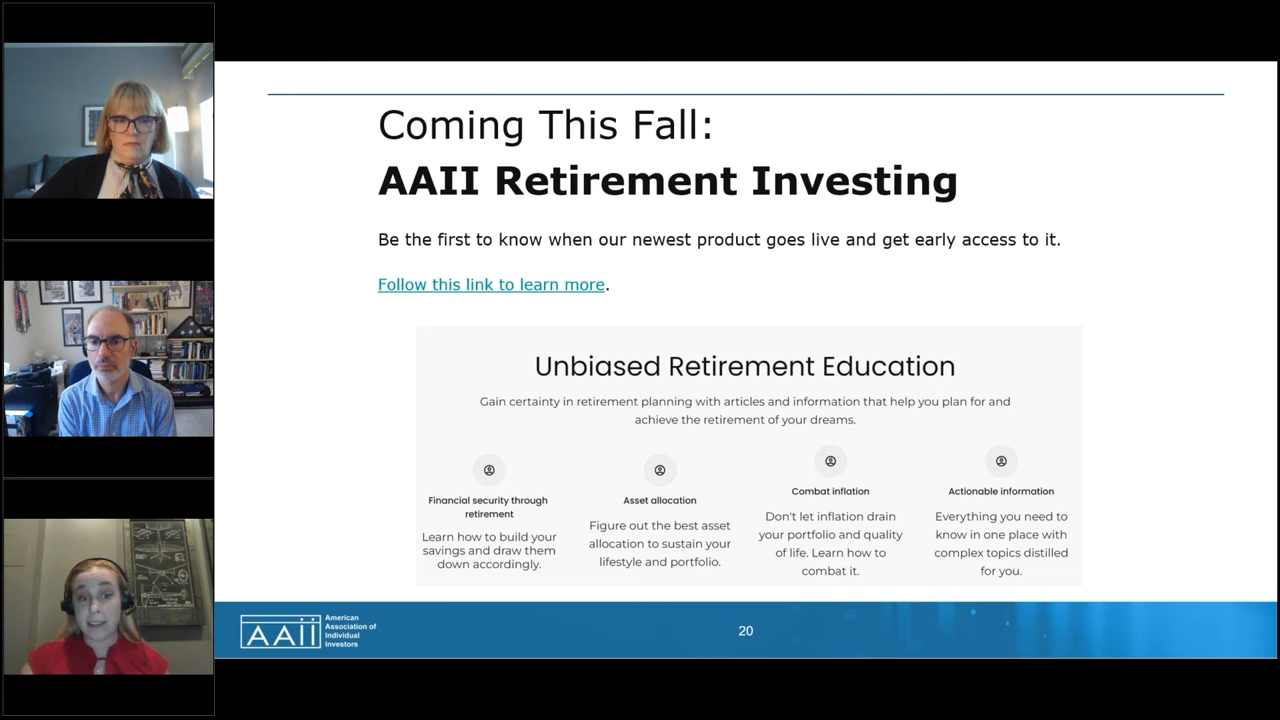 Coming This Fall:
AAII Retirement Investing
Be the first to know when our newest product goes live and get early access to it.
Follow this link to learn more.
Unbiased Retirement Education
Gain certainty in retirement planning with articles and information that help you plan for and
achieve the retirement of your dreams.
Financial security through
retirement
Learn how to build your
savings and draw them
down accordingly.
Asset allocation
Figure out the best asset
allocation to sustain your
lifestyle and portfolio.
Combat inflation
Don't let inflation drain
your portfolio and quality
of life. Learn how to
combat it.
Actionable information
Everything you need to
know in one place with
complex topics distilled
for you.
AAII
American
Association of
Individual
Investors
20